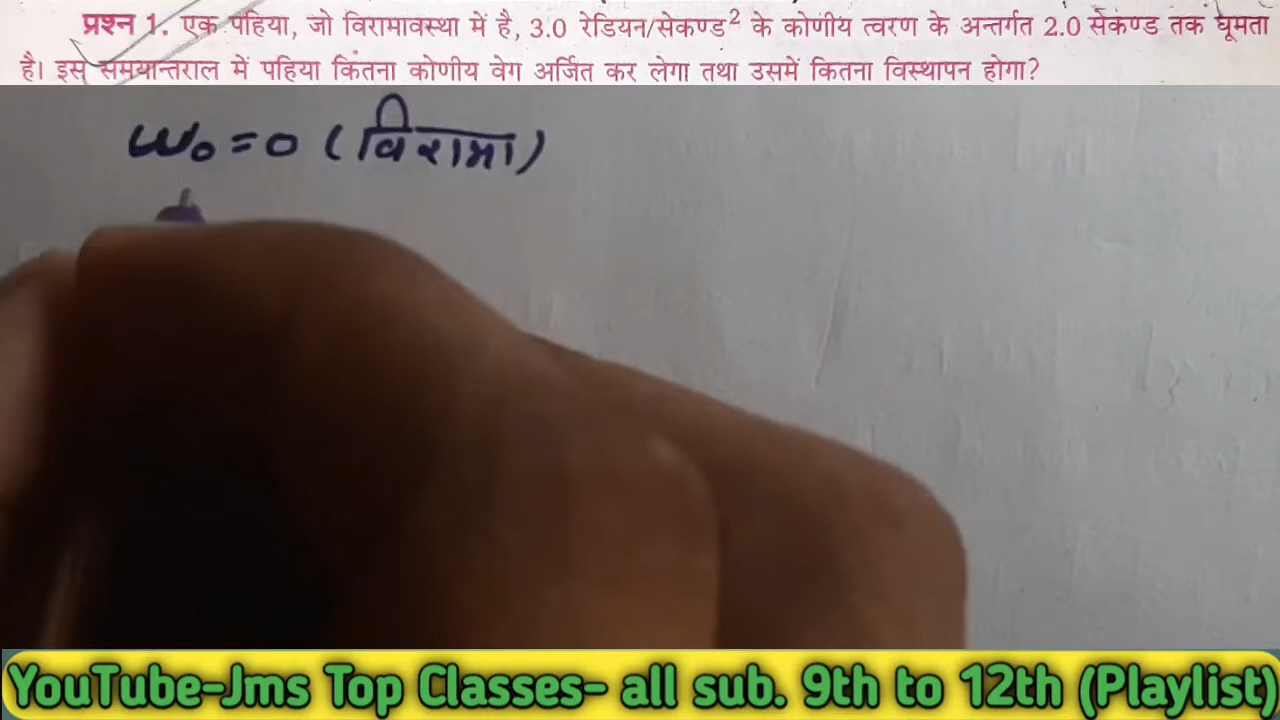 प्रश्न 1. एक पहिया, जो विरामावस्था में है, 3.0 रेडियन/सेकण्ड² के कोणीय त्वरण के अन्तर्गत 2.0 सेकण्ड तक घूमता
है। इस समयान्तराल में पहिया कितना कोणीय वेग अर्जित कर लेगा तथा उसमें कितना विस्थापन होगा?
ω₀ = 0 (विरामा)
YouTube-Jms Top Classes- all sub. 9th to 12th (Playlist)